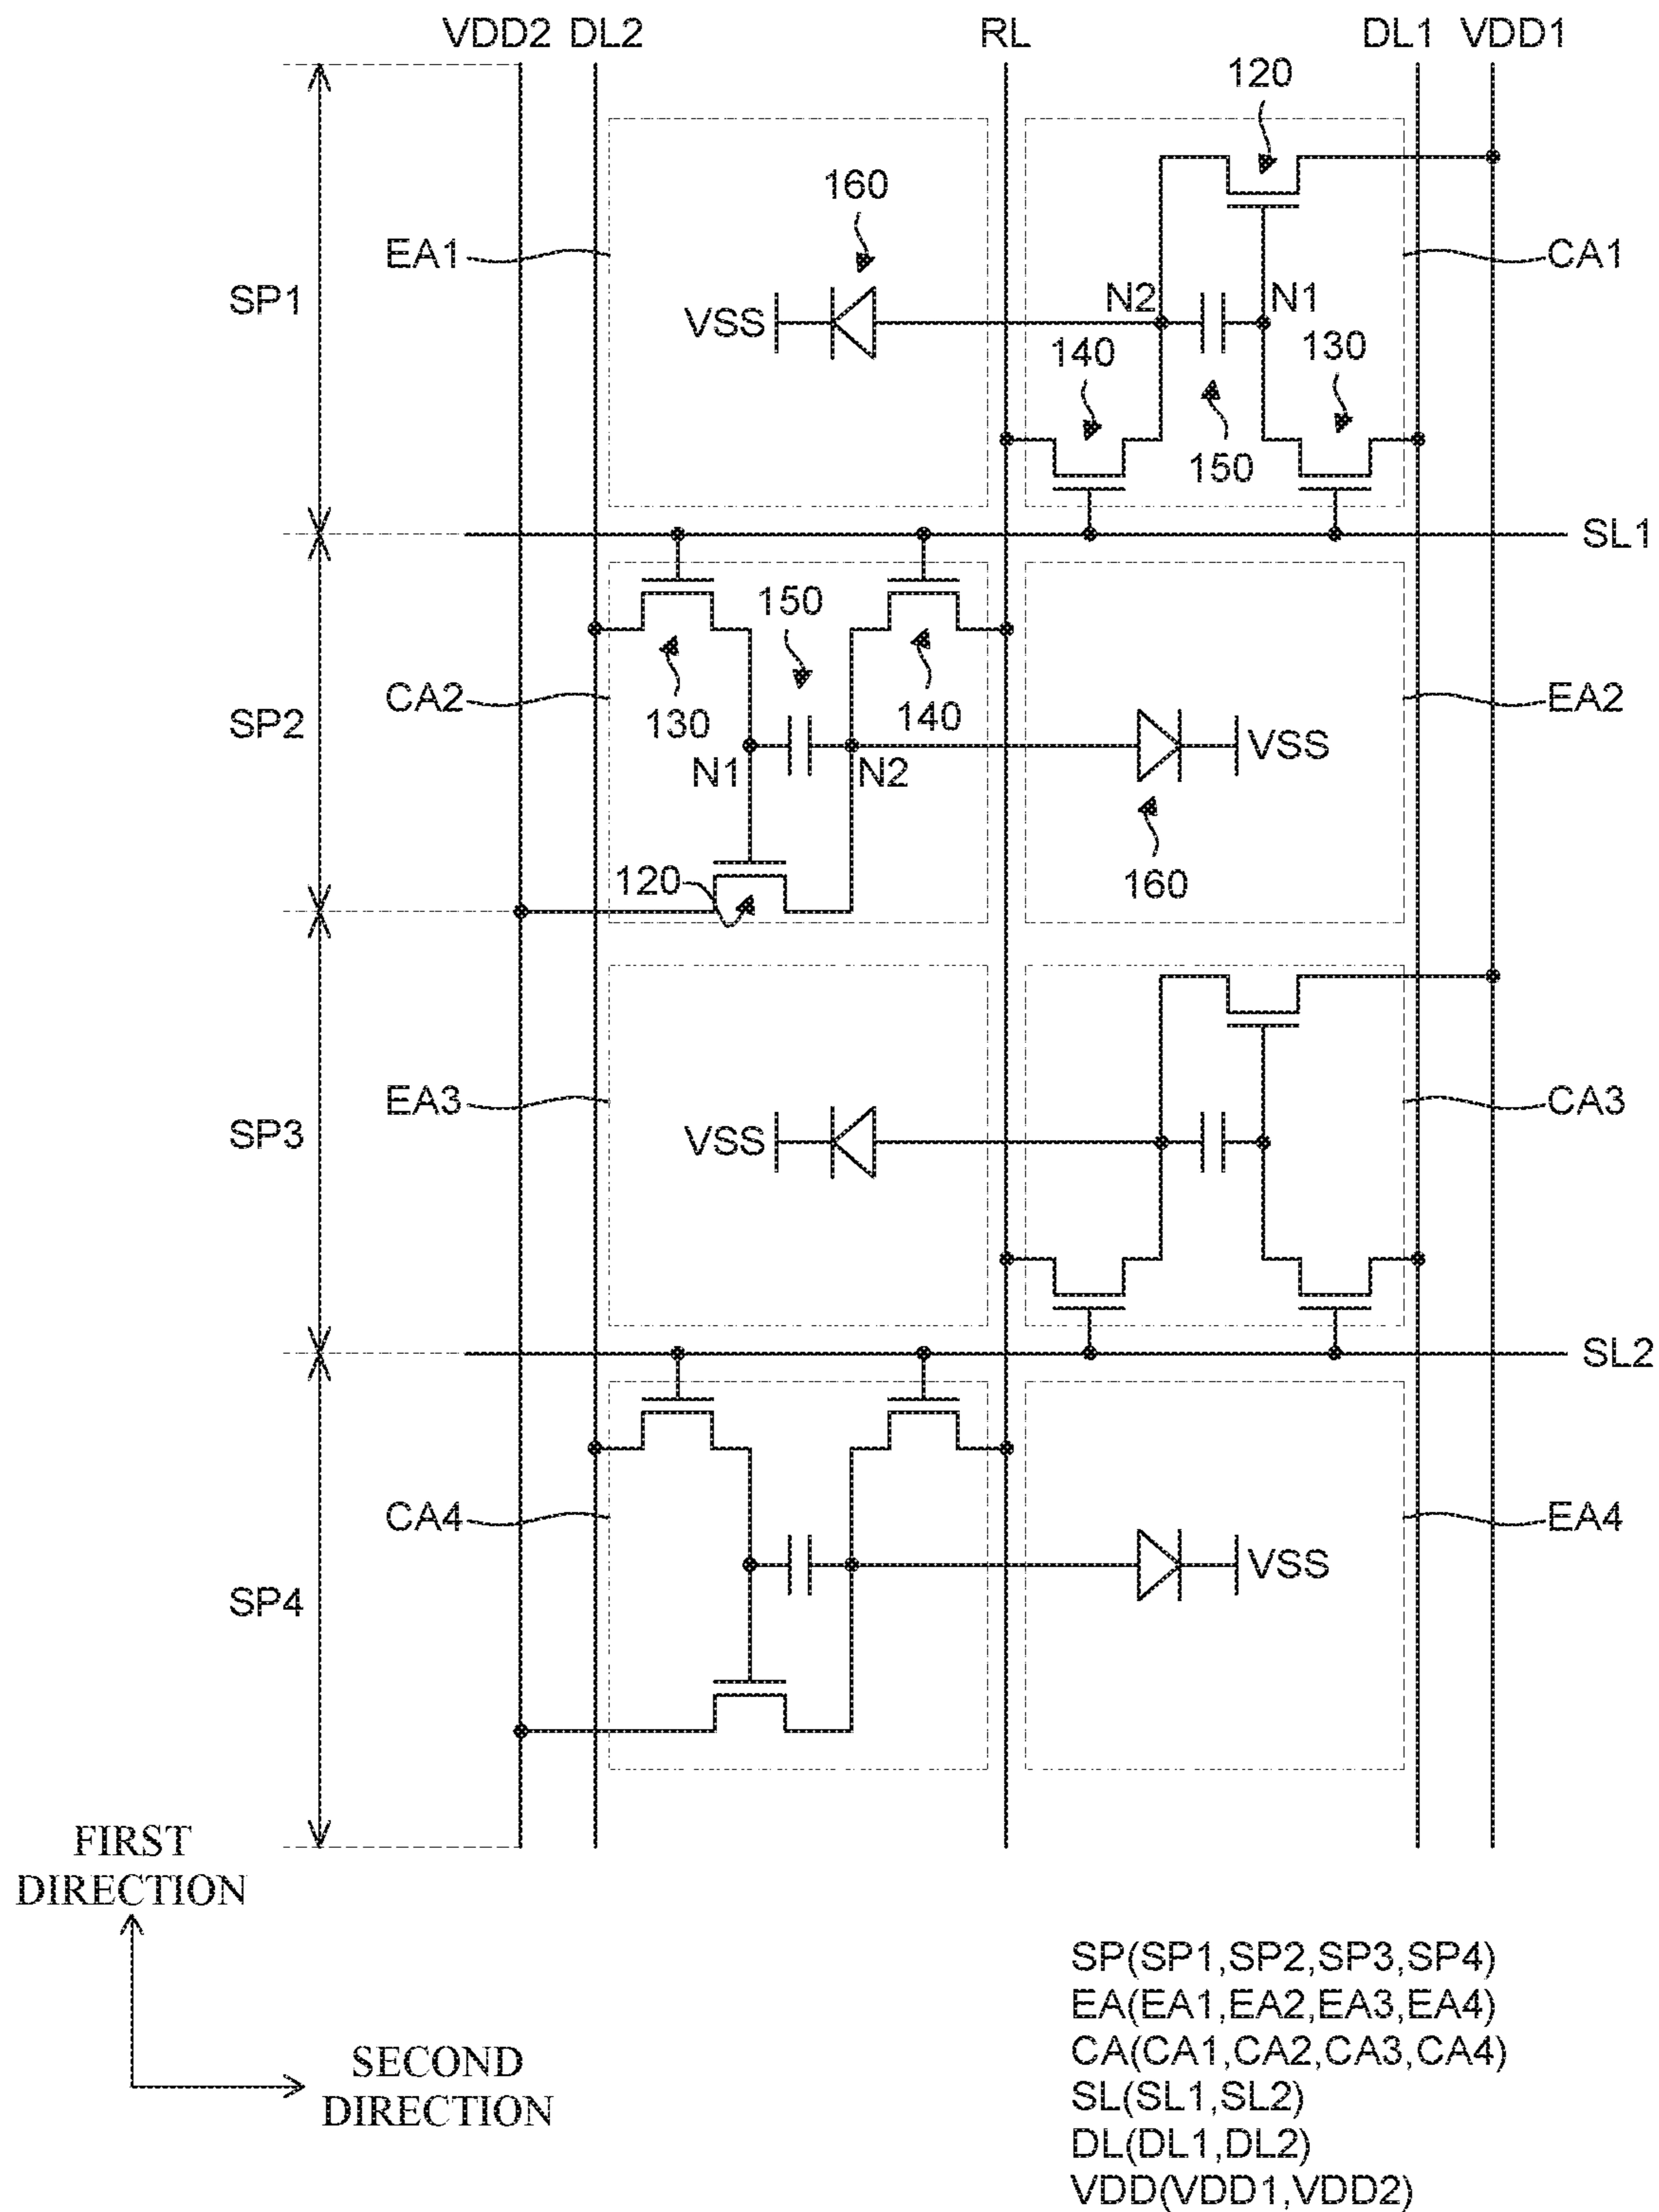 VDD2 DL2 RL DL1 VDD1
120
160
EA1 CA1
SP1
N2 N1
VSS
140 130
150
SL1
150
CA2 EA2
SP2
130 140
VSS
N1 N2
120 160
EA3 CA3
SP3
VSS
SL2
CA4 EA4
VSS
SP4
FIRST
DIRECTION
SECOND
DIRECTION
SP(SP1,SP2,SP3,SP4)
EA(EA1,EA2,EA3,EA4)
CA(CA1,CA2,CA3,CA4)
SL(SL1,SL2)
DL(DL1,DL2)
VDD(VDD1,VDD2)